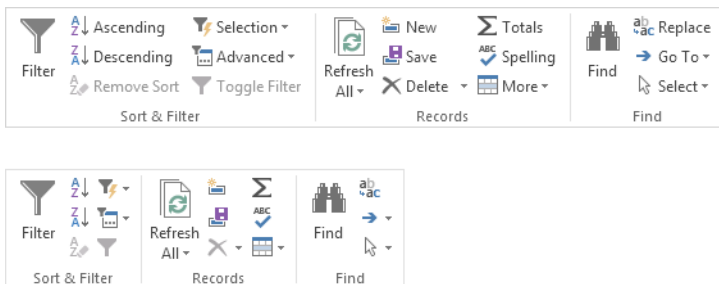 Ascending Selection New Totals Replace
Descending Advanced Save Spelling Go To
Filter Remove Sort Toggle Filter Refresh All Delete More Find Select
Sort & Filter Records Find
Filter Refresh All Find
Sort & Filter Records Find